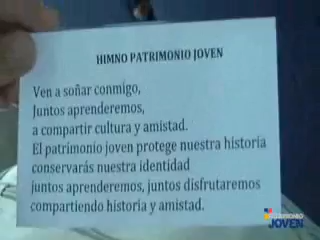 HIMNO PATRIMONIO JOVEN
Ven a soñar conmigo,
Juntos aprenderemos,
a compartir cultura y amistad.
El patrimonio joven protege nuestra historia
conservarás nuestra identidad
juntos aprenderemos, juntos disfrutaremos
compartiendo historia y amistad.
PATRIMONIO
JOVEN